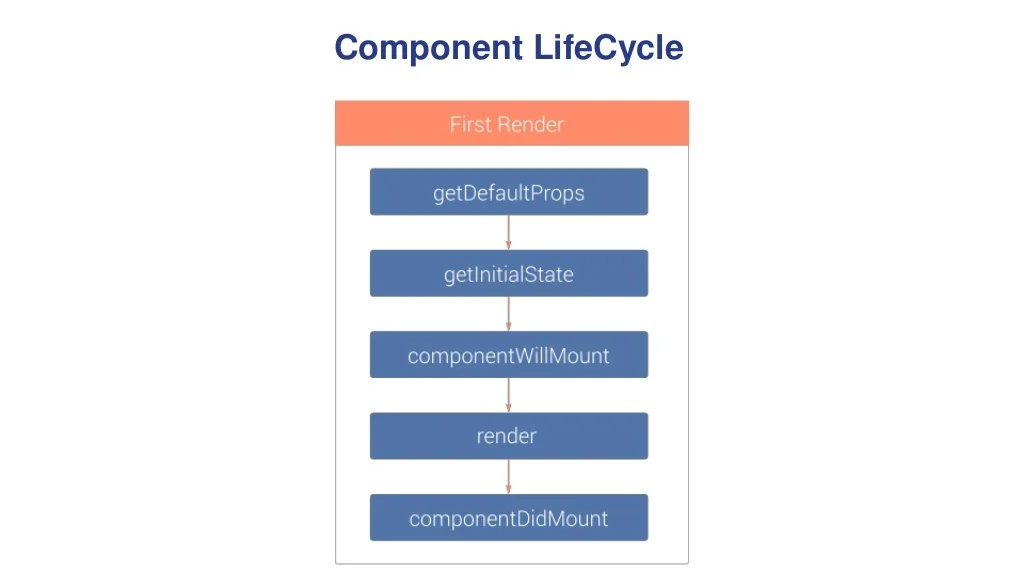 Component LifeCycle
First Render
getDefaultProps
getInitialState
componentWillMount
render
componentDidMount